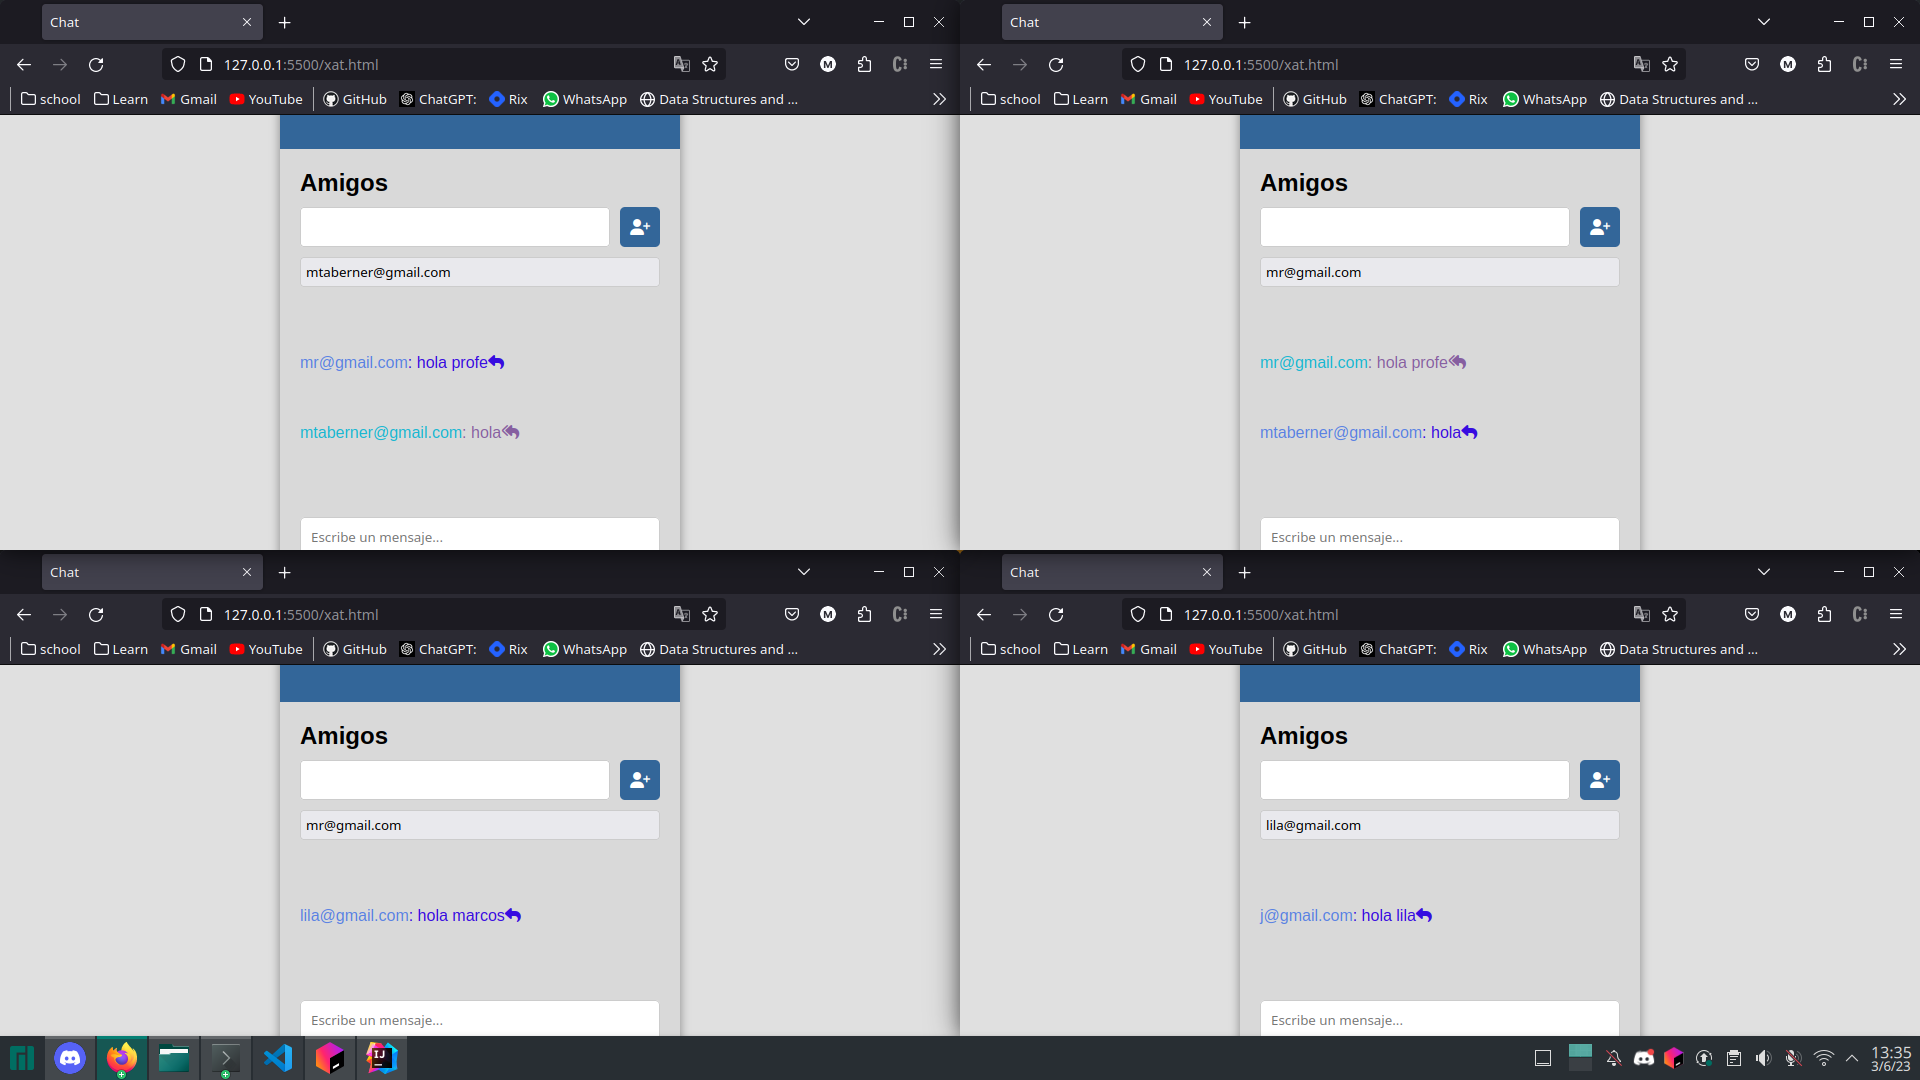 Chat
127.0.0.1:5500/xat.html
school Learn Gmail YouTube GitHub ChatGPT: Rix WhatsApp Data Structures and ...
Amigos
mtaberner@gmail.com
mr@gmail.com: hola profe
mtaberner@gmail.com: hola
Escribe un mensaje...
Chat
127.0.0.1:5500/xat.html
school Learn Gmail YouTube GitHub ChatGPT: Rix WhatsApp Data Structures and ...
Amigos
mr@gmail.com
mr@gmail.com: hola profe
mtaberner@gmail.com: hola
Escribe un mensaje...
Chat
127.0.0.1:5500/xat.html
school Learn Gmail YouTube GitHub ChatGPT: Rix WhatsApp Data Structures and ...
Amigos
mr@gmail.com
lila@gmail.com: hola marcos
Escribe un mensaje...
Chat
127.0.0.1:5500/xat.html
school Learn Gmail YouTube GitHub ChatGPT: Rix WhatsApp Data Structures and ...
Amigos
lila@gmail.com
j@gmail.com: hola lila
Escribe un mensaje...
13:35
3/6/23